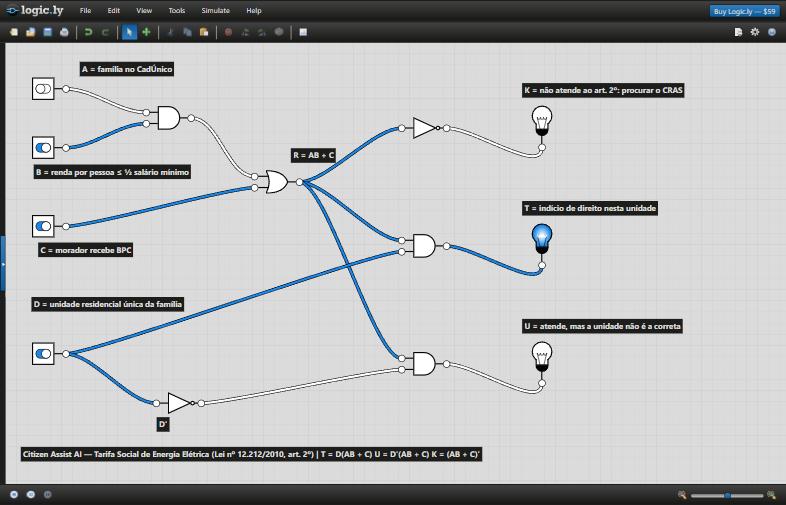 logic.ly
File Edit View Tools Simulate Help
Buy Logic.ly — $59
A = família no CadÚnico
K = não atende ao art. 2º: procurar o CRAS
R = AB + C
B = renda por pessoa ≤ ½ salário mínimo
T = indício de direito nesta unidade
C = morador recebe BPC
D = unidade residencial única da família
U = atende, mas a unidade não é a correta
D'
Citizen Assist AI — Tarifa Social de Energia Elétrica (Lei nº 12.212/2010, art. 2º) | T = D(AB + C) U = D'(AB + C) K = (AB + C)'